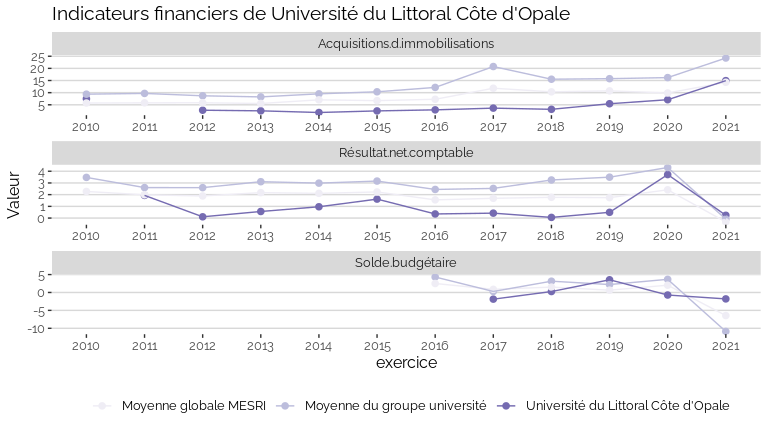 Indicateurs financiers de Université du Littoral Côte d'Opale
Acquisitions.d.immobilisations
25
20
15
10
5
2010 2011 2012 2013 2014 2015 2016 2017 2018 2019 2020 2021
Résultat.net.comptable
4
3
2
1
0
2010 2011 2012 2013 2014 2015 2016 2017 2018 2019 2020 2021
Valeur
Solde.budgétaire
5
0
-5
-10
2010 2011 2012 2013 2014 2015 2016 2017 2018 2019 2020 2021
exercice
Moyenne globale MESRI Moyenne du groupe université Université du Littoral Côte d'Opale